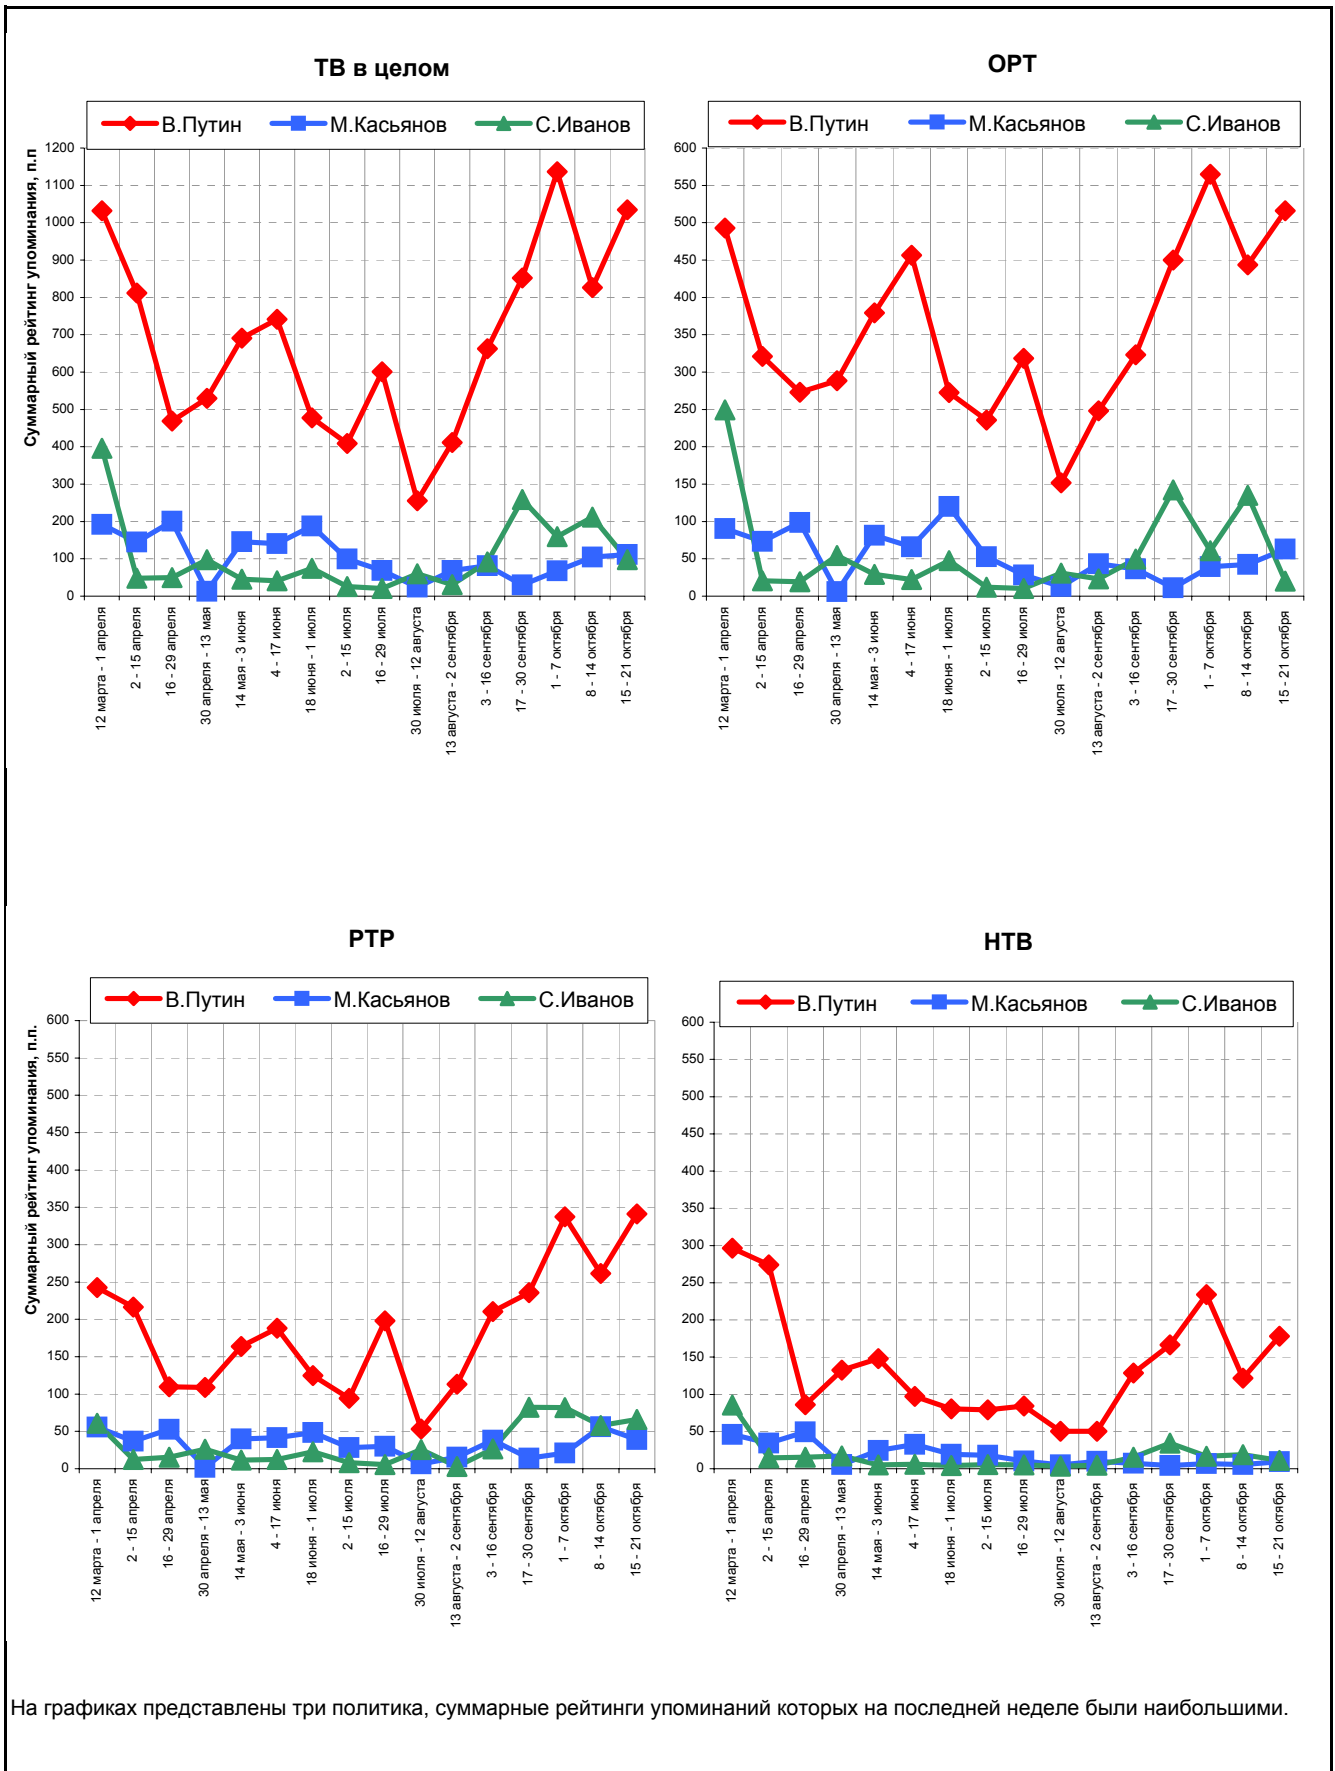 ТВ в целом
В.Путин М.Касьянов С.Иванов
Суммарный рейтинг упоминания, п.п
1200
1100
1000
900
800
700
600
500
400
300
200
100
0
12 марта - 1 апреля
2 - 15 апреля
16 - 29 апреля
30 апреля - 13 мая
14 мая - 3 июня
4 - 17 июня
18 июня - 1 июля
2 - 15 июля
16 - 29 июля
30 июля - 12 августа
13 августа - 2 сентября
3 - 16 сентября
17 - 30 сентября
1 - 7 октября
8 - 14 октября
15 - 21 октября
ОРТ
В.Путин М.Касьянов С.Иванов
600
550
500
450
400
350
300
250
200
150
100
50
0
12 марта - 1 апреля
2 - 15 апреля
16 - 29 апреля
30 апреля - 13 мая
14 мая - 3 июня
4 - 17 июня
18 июня - 1 июля
2 - 15 июля
16 - 29 июля
30 июля - 12 августа
13 августа - 2 сентября
3 - 16 сентября
17 - 30 сентября
1 - 7 октября
8 - 14 октября
15 - 21 октября
РТР
В.Путин М.Касьянов С.Иванов
Суммарный рейтинг упоминания, п.п.
600
550
500
450
400
350
300
250
200
150
100
50
0
12 марта - 1 апреля
2 - 15 апреля
16 - 29 апреля
30 апреля - 13 мая
14 мая - 3 июня
4 - 17 июня
18 июня - 1 июля
2 - 15 июля
16 - 29 июля
30 июля - 12 августа
13 августа - 2 сентября
3 - 16 сентября
17 - 30 сентября
1 - 7 октября
8 - 14 октября
15 - 21 октября
НТВ
В.Путин М.Касьянов С.Иванов
600
550
500
450
400
350
300
250
200
150
100
50
0
12 марта - 1 апреля
2 - 15 апреля
16 - 29 апреля
30 апреля - 13 мая
14 мая - 3 июня
4 - 17 июня
18 июня - 1 июля
2 - 15 июля
16 - 29 июля
30 июля - 12 августа
13 августа - 2 сентября
3 - 16 сентября
17 - 30 сентября
1 - 7 октября
8 - 14 октября
15 - 21 октября
На графиках представлены три политика, суммарные рейтинги упоминаний которых на последней неделе были наибольшими.